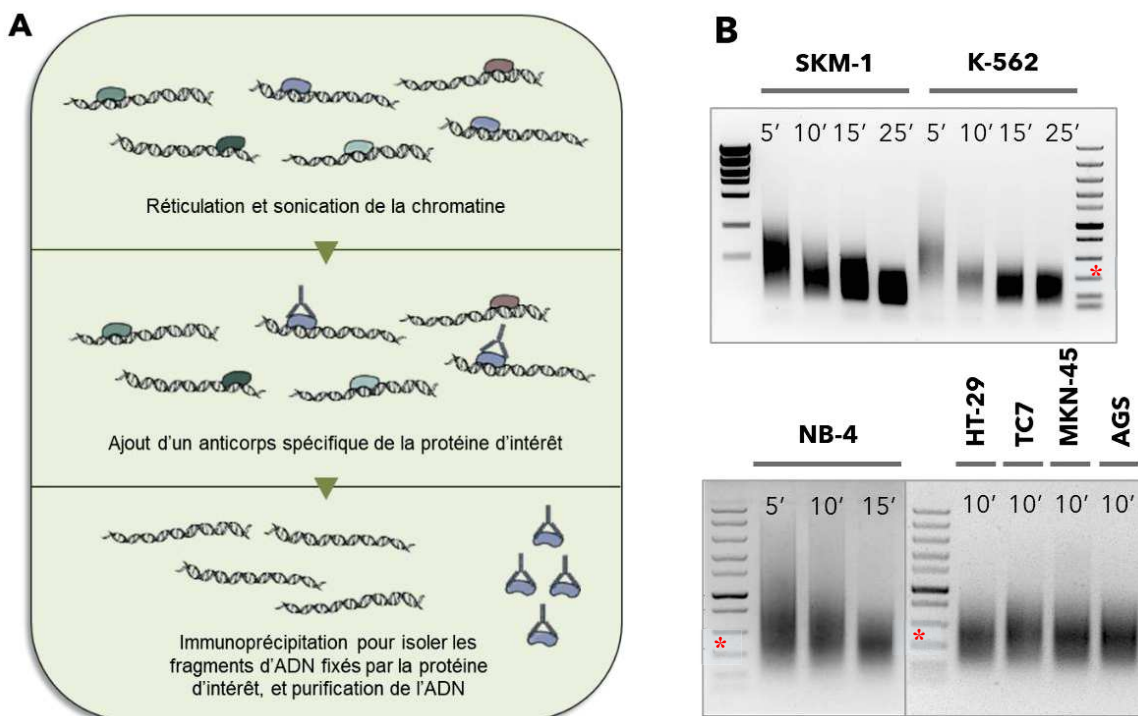 A
Réticulation et sonication de la chromatine
Ajout d'un anticorps spécifique de la protéine d'intérêt
Immunoprécipitation pour isoler les
fragments d'ADN fixés par la protéine
d'intérêt, et purification de l'ADN
B
SKM-1 K-562
5′ 10′ 15′ 25′ 5′ 10′ 15′ 25′
*
NB-4 HT-29 TC7 MKN-45 AGS
5′ 10′ 15′ 10′ 10′ 10′ 10′
* *